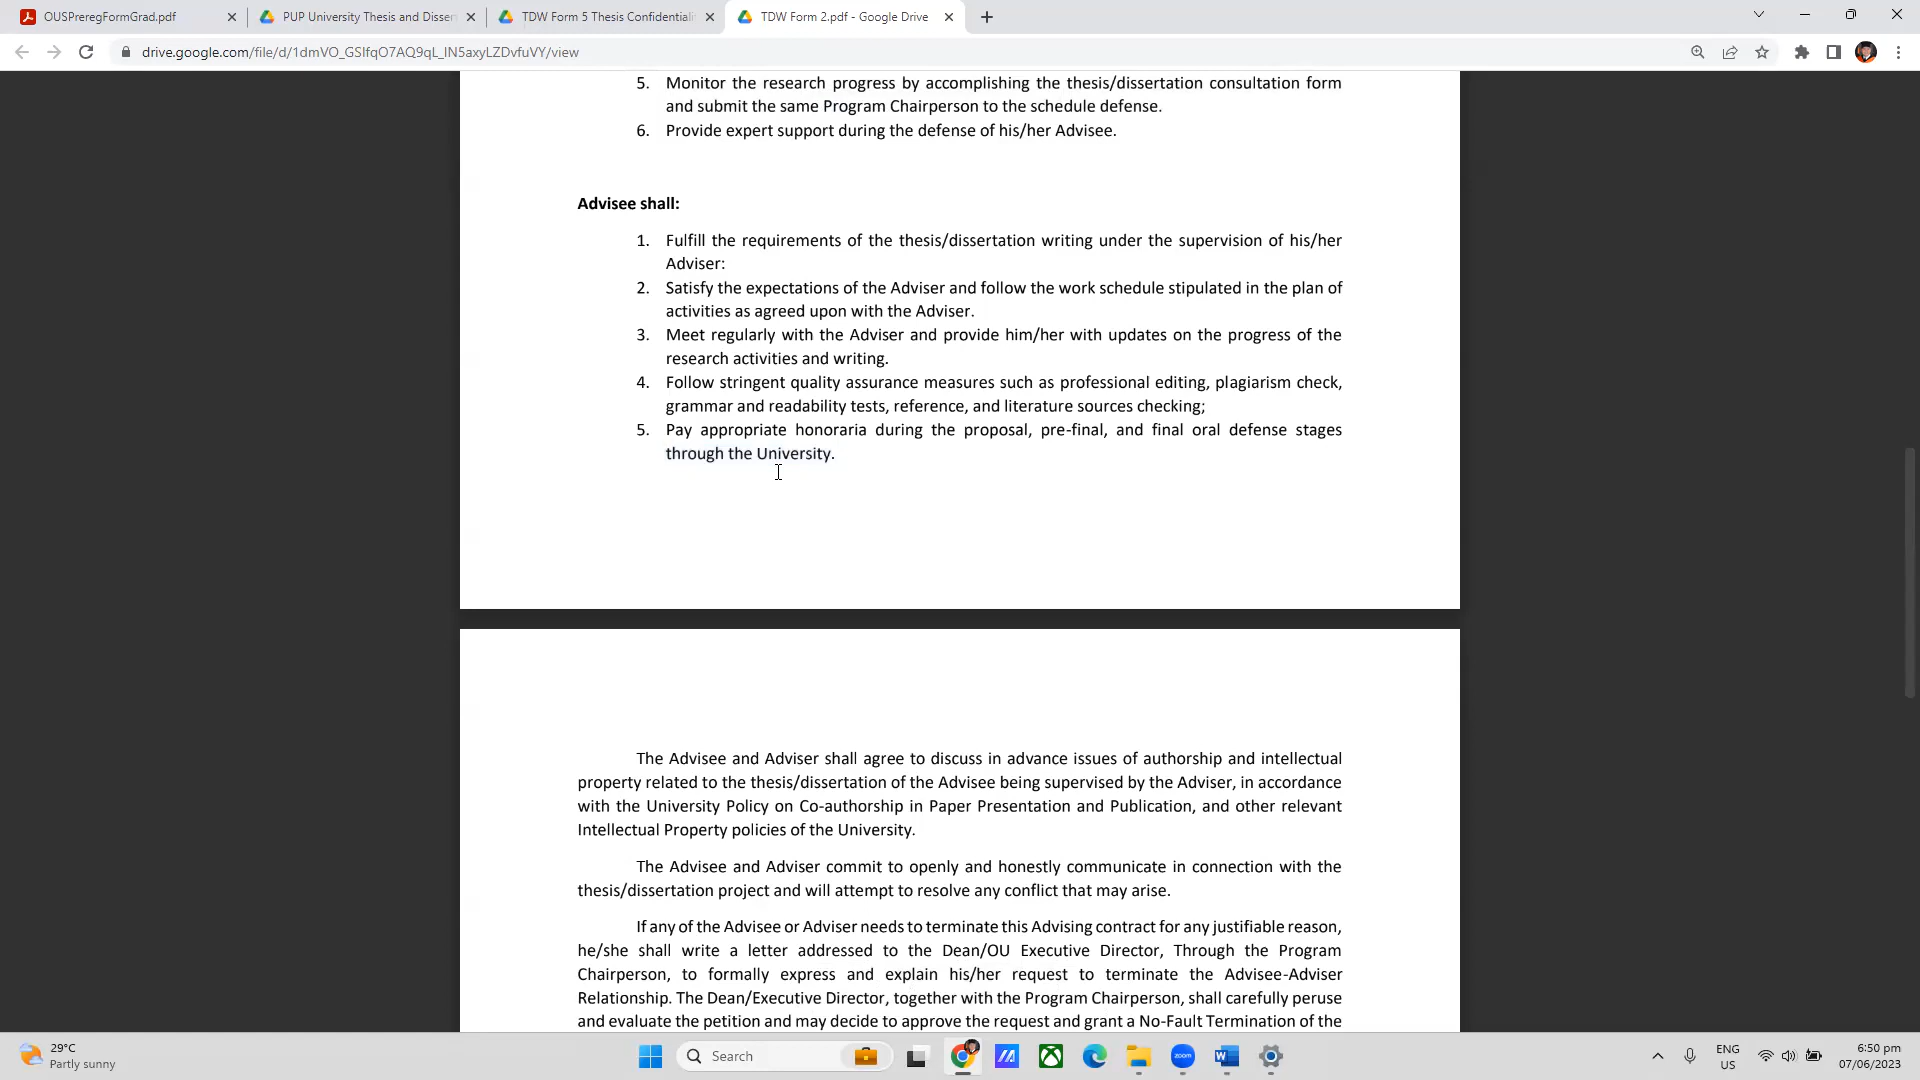 OUSPreregFormGrad.pdf
PUP University Thesis and Disser
TDW Form 5 Thesis Confidentiali
TDW Form 2.pdf - Google Drive
drive.google.com/file/d/1dmVO_GSIfqO7AQ9qL_IN5axyLZDvfuVY/view
5. Monitor the research progress by accomplishing the thesis/dissertation consultation form
and submit the same Program Chairperson to the schedule defense.
6. Provide expert support during the defense of his/her Advisee.
Advisee shall:
1. Fulfill the requirements of the thesis/dissertation writing under the supervision of his/her
Adviser:
2. Satisfy the expectations of the Adviser and follow the work schedule stipulated in the plan of
activities as agreed upon with the Adviser.
3. Meet regularly with the Adviser and provide him/her with updates on the progress of the
research activities and writing.
4. Follow stringent quality assurance measures such as professional editing, plagiarism check,
grammar and readability tests, reference, and literature sources checking;
5. Pay appropriate honoraria during the proposal, pre-final, and final oral defense stages
through the University.
The Advisee and Adviser shall agree to discuss in advance issues of authorship and intellectual
property related to the thesis/dissertation of the Advisee being supervised by the Adviser, in accordance
with the University Policy on Co-authorship in Paper Presentation and Publication, and other relevant
Intellectual Property policies of the University.
The Advisee and Adviser commit to openly and honestly communicate in connection with the
thesis/dissertation project and will attempt to resolve any conflict that may arise.
If any of the Advisee or Adviser needs to terminate this Advising contract for any justifiable reason,
he/she shall write a letter addressed to the Dean/OU Executive Director, Through the Program
Chairperson, to formally express and explain his/her request to terminate the Advisee-Adviser
Relationship. The Dean/Executive Director, together with the Program Chairperson, shall carefully peruse
and evaluate the petition and may decide to approve the request and grant a No-Fault Termination of the
29°C
Partly sunny
Search
zoom
ENG
US
6:50 pm
07/06/2023